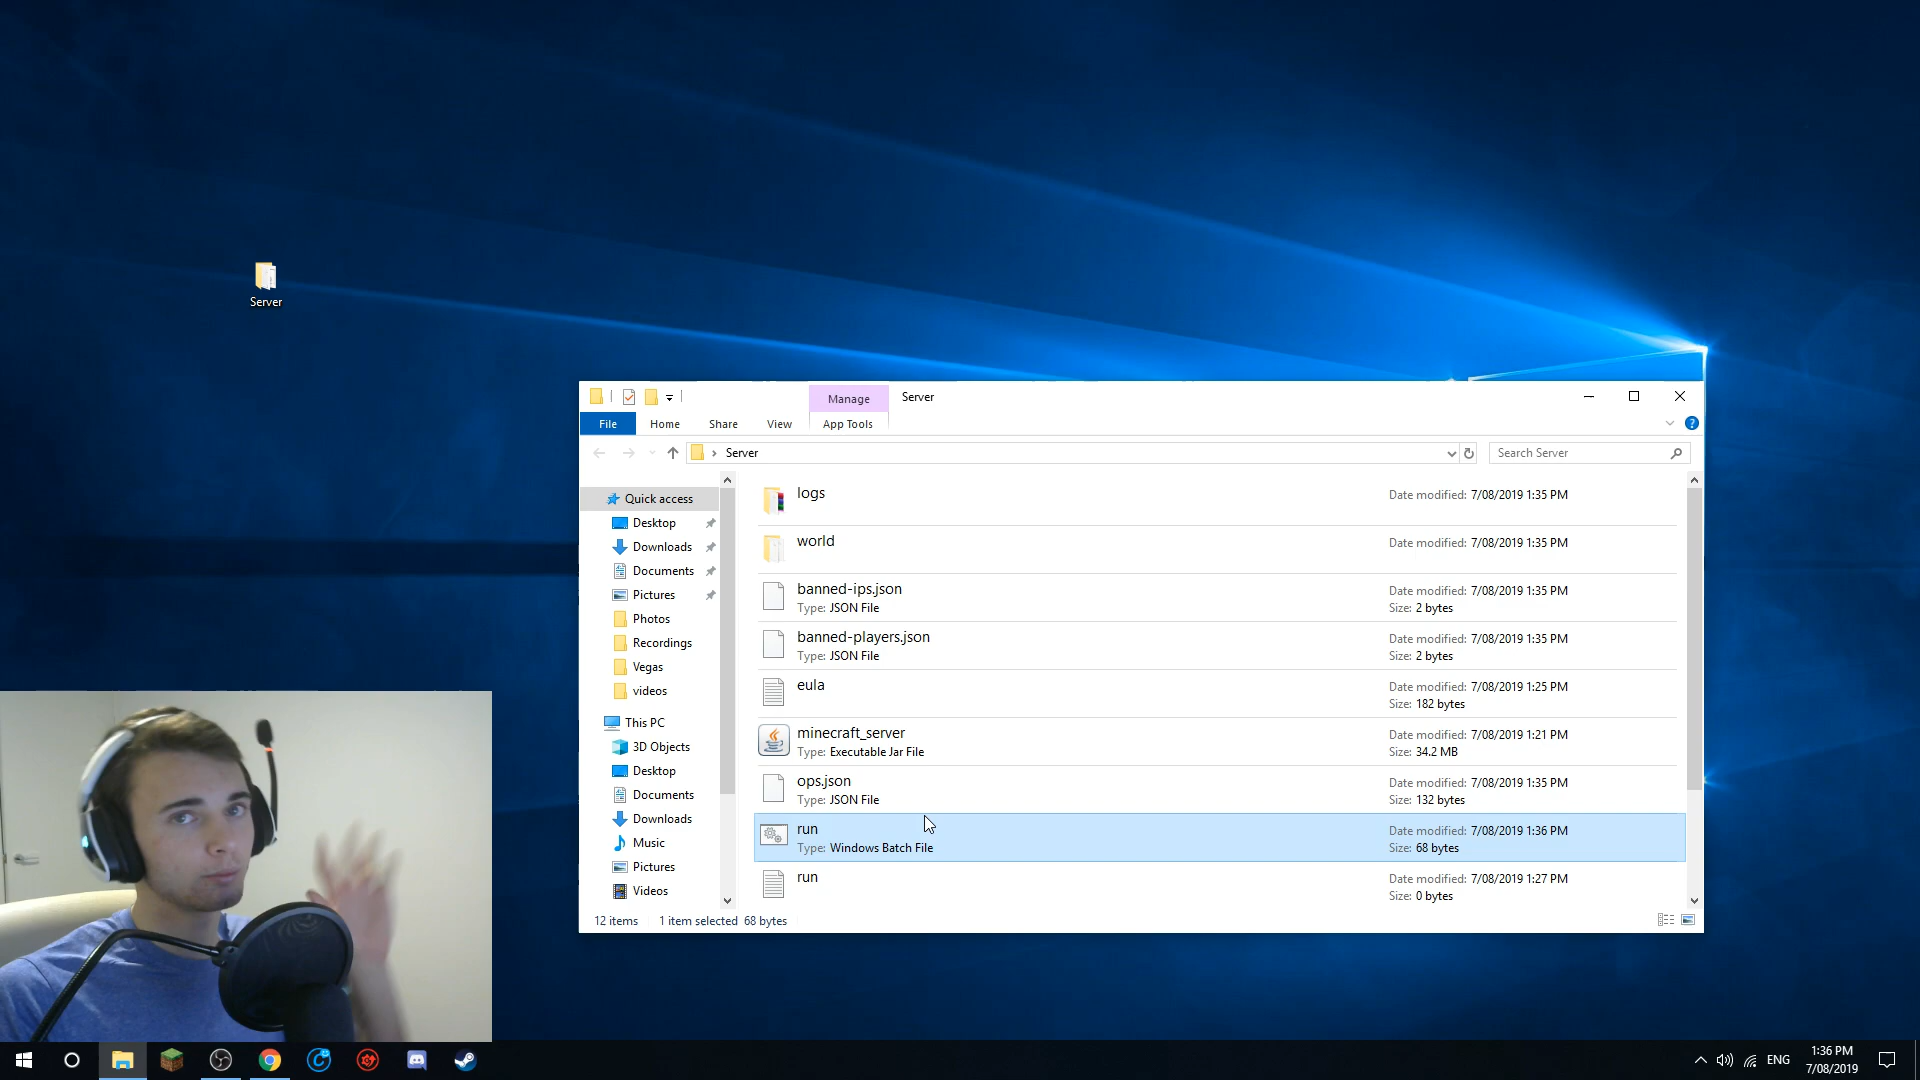 Server
Manage
Server
File
Home
Share
View
App Tools
Server
Search Server
Quick access
Desktop
Downloads
Documents
Pictures
Photos
Recordings
Vegas
videos
This PC
3D Objects
Desktop
Documents
Downloads
Music
Pictures
Videos
logs
Date modified: 7/08/2019 1:35 PM
world
Date modified: 7/08/2019 1:35 PM
banned-ips.json
Type: JSON File
Date modified: 7/08/2019 1:35 PM
Size: 2 bytes
banned-players.json
Type: JSON File
Date modified: 7/08/2019 1:35 PM
Size: 2 bytes
eula
Date modified: 7/08/2019 1:25 PM
Size: 182 bytes
minecraft_server
Type: Executable Jar File
Date modified: 7/08/2019 1:21 PM
Size: 34.2 MB
ops.json
Type: JSON File
Date modified: 7/08/2019 1:35 PM
Size: 132 bytes
run
Type: Windows Batch File
Date modified: 7/08/2019 1:36 PM
Size: 68 bytes
run
Date modified: 7/08/2019 1:27 PM
Size: 0 bytes
12 items
1 item selected 68 bytes
ENG
1:36 PM
7/08/2019